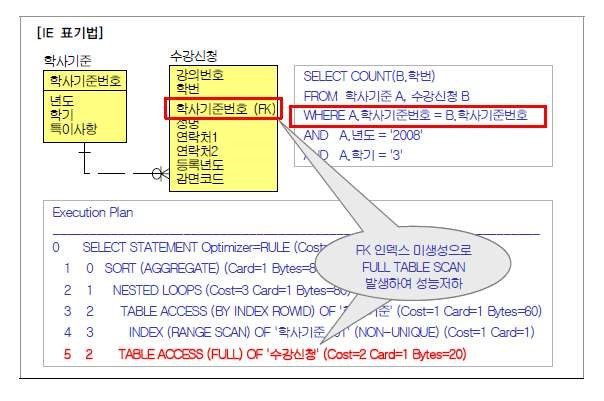 [IE 표기법]
학사기준
학사기준번호
년도
학기
특이사항
수강신청
강의번호
학번
학사기준번호 (FK)
성명
연락처1
연락처2
등록년도
감면코드
SELECT COUNT(B.학번)
FROM 학사기준 A, 수강신청 B
WHERE A.학사기준번호 = B.학사기준번호
AND A.년도 = '2008'
AND A.학기 = '3'
Execution Plan
0 SELECT STATEMENT Optimizer=RULE
1 0 SORT (AGGREGATE) (Card=1
2 1 NESTED LOOPS (Cost=3 Card=1
3 2 TABLE ACCESS (BY INDEX ROWID) OF (Cost=1 Card=1 Bytes=60)
4 3 INDEX (RANGE SCAN) OF (NON-UNIQUE) (Cost=1 Card=1)
5 2 TABLE ACCESS (FULL) OF '수강신청' (Cost=2 Card=1 Bytes=20)
FK 인덱스 미생성으로
FULL TABLE SCAN
발생하여 성능저하